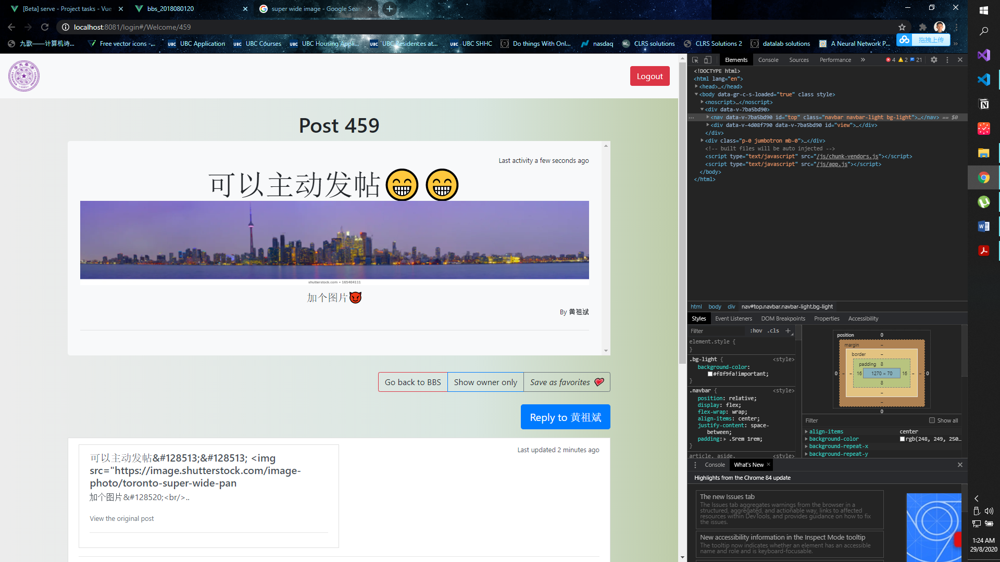 [Beta] serve - Project tasks - Vue
bbs_2018080120
super wide image - Google Sear
localhost:8081/login#/Welcome/459
九歌——计算机诗...
Free vector icons -...
UBC Application
UBC Courses
UBC Housing Appli...
UBC Residences at...
UBC SHHC
Do things With Onl...
nasdaq
CLRS solutions
CLRS Solutions 2
datalab solutions
A Neural Network P...
拖拽上传
Logout
Post 459
Last activity a few seconds ago
可以主动发帖😁😁
shutterstock.com • 165404111
加个图片😈
By 黄祖斌
Go back to BBS
Show owner only
Save as favorites 💘
Reply to 黄祖斌
Last updated 2 minutes ago
可以主动发帖&#128513;&#128513; <img
src="https://image.shutterstock.com/image-
photo/toronto-super-wide-pan
加个图片&#128520;<br/>..
View the original post
Elements Console Sources Performance » 4 2 21
<!DOCTYPE html>
<html lang="en">
<head>…</head>
<body data-gr-c-s-loaded="true" class style>
<noscript>…</noscript>
<div data-v-7ba5bd90>
<nav data-v-7ba5bd90 id="top" class="navbar navbar-light bg-light">…</nav> == $0
<div data-v-4d08f790 data-v-7ba5bd90 id="view">…</div>
</div>
<div class="p-0 jumbotron mb-0">…</div>
<!-- built files will be auto injected -->
<script type="text/javascript" src="/js/chunk-vendors.js"></script>
<script type="text/javascript" src="/js/app.js"></script>
</body>
</html>
html body div nav#top.navbar.navbar-light.bg-light
Styles Event Listeners DOM Breakpoints Properties Accessibility
Filter :hov .cls +
element.style {
}
.bg-light { <style>
background-color:
#f8f9fa!important;
}
.navbar { <style>
position: relative;
display: flex;
flex-wrap: wrap;
align-items: center;
justify-content: space-
between;
padding: .5rem 1rem;
}
article, aside, <style>
position 0
margin –
border –
padding 8
0 – – 16 1270 × 70 16 – – 0
8
–
–
0
Filter Show all
align-items center
background-color rgb(248, 249, 250…
background-repeat-x
background-repeat-y
Console What's New
Highlights from the Chrome 84 update
The new Issues tab
The Issues tab aggregates warnings from the browser in a
structured, aggregated, and actionable way, links to affected
resources within DevTools, and provides guidance on how to fix
the issues.
New accessibility information in the Inspect Mode tooltip
The tooltip now indicates whether an element has an accessible
name and role and is keyboard-focusable.
1:24 AM
29/8/2020